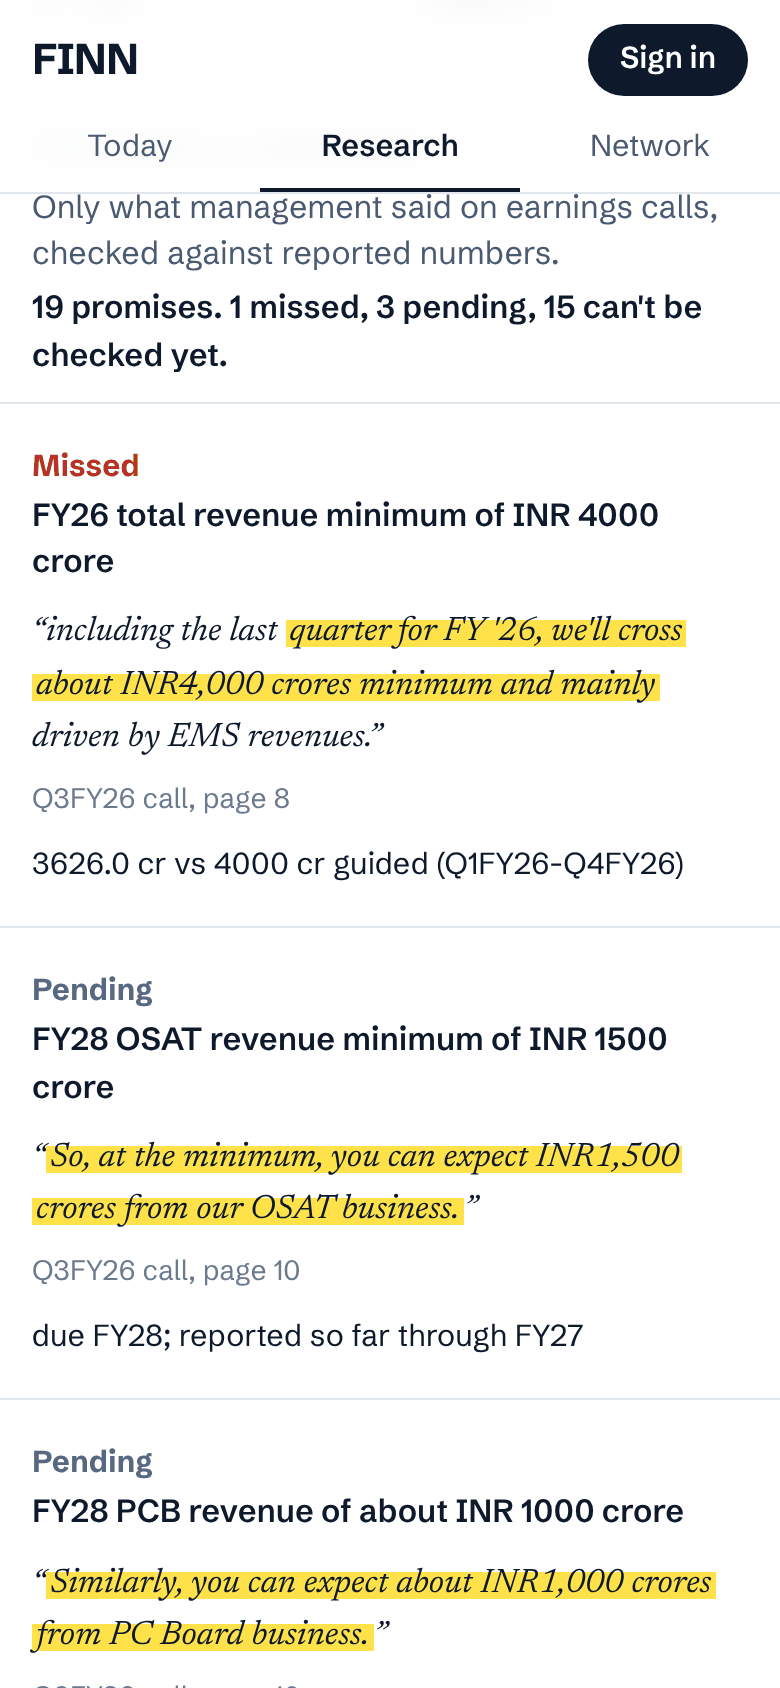 FINN
Sign in
Today
Research
Network
Only what management said on earnings calls,
checked against reported numbers.
19 promises. 1 missed, 3 pending, 15 can't be
checked yet.
Missed
FY26 total revenue minimum of INR 4000
crore
“including the last quarter for FY '26, we'll cross
about INR4,000 crores minimum and mainly
driven by EMS revenues.”
Q3FY26 call, page 8
3626.0 cr vs 4000 cr guided (Q1FY26-Q4FY26)
Pending
FY28 OSAT revenue minimum of INR 1500
crore
“So, at the minimum, you can expect INR1,500
crores from our OSAT business.”
Q3FY26 call, page 10
due FY28; reported so far through FY27
Pending
FY28 PCB revenue of about INR 1000 crore
“Similarly, you can expect about INR1,000 crores
from PC Board business.”